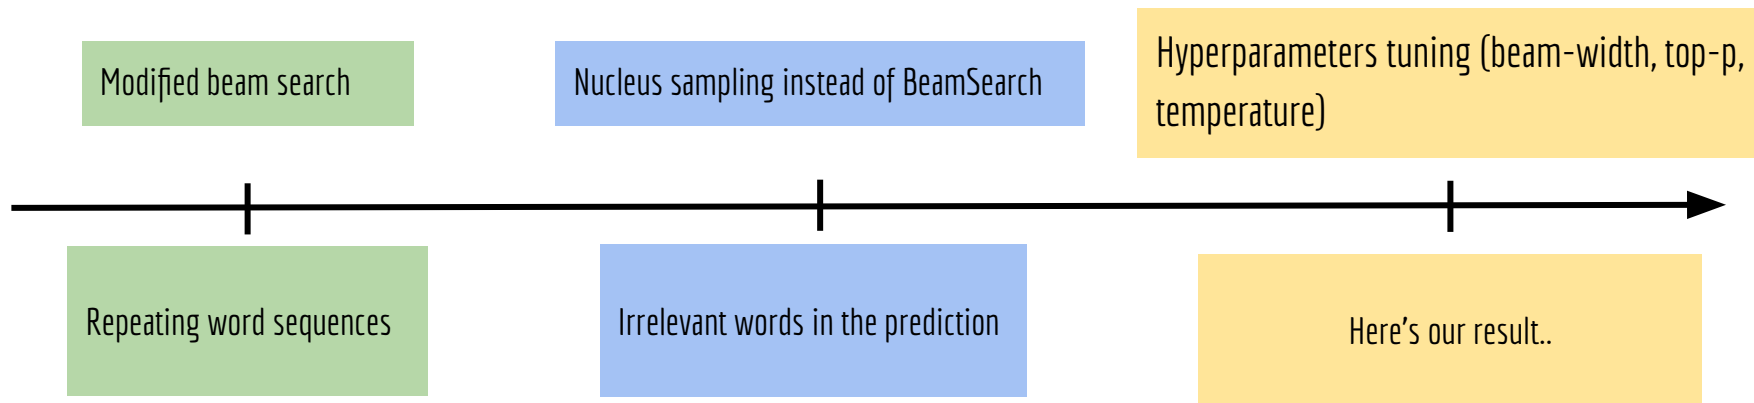 Modified beam search
Nucleus sampling instead of BeamSearch
Hyperparameters tuning (beam-width, top-p,
temperature)
Repeating word sequences
Irrelevant words in the prediction
Here's our result..